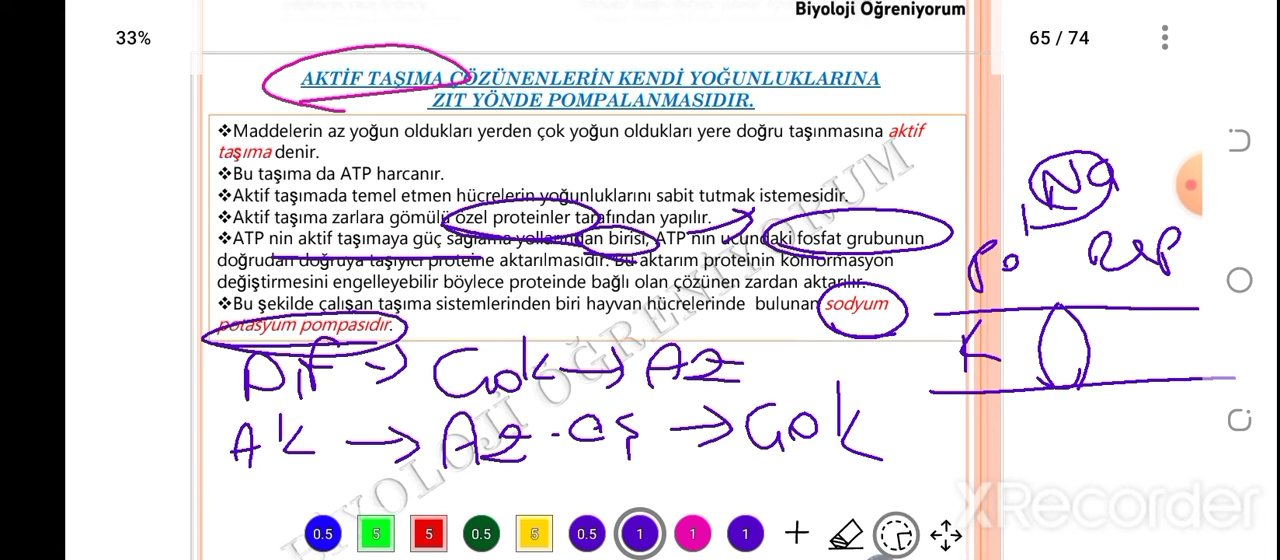 Biyoloji Öğreniyorum
33%
65 / 74
AKTİF TAŞIMA ÇÖZÜNENLERİN KENDİ YOĞUNLUKLARINA
ZIT YÖNDE POMPALANMASIDIR.
❖Maddelerin az yoğun oldukları yerden çok yoğun oldukları yere doğru taşınmasına aktif
taşıma denir.
❖Bu taşıma da ATP harcanır.
❖Aktif taşımada temel etmen hücrelerin yoğunluklarını sabit tutmak istemesidir.
❖Aktif taşıma zarlara gömülü özel proteinler tarafından yapılır.
❖ATP nin aktif taşımaya güç sağlama yollarından birisi, ATP'nin ucundaki fosfat grubunun
doğrudan doğruya taşıyıcı proteine aktarılmasıdır. Bu aktarım proteinin konformasyon
değiştirmesini engelleyebilir böylece proteinde bağlı olan çözünen zardan aktarılır.
❖Bu şekilde çalışan taşıma sistemlerinden biri hayvan hücrelerinde bulunan sodyum
potasyum pompasıdır.
Na
K
Dif → Çok → Az
Ak → Az → Çok
BİYOLOJİ ÖĞRENİYORUM
XRecorder
0.5 5 5 0.5 5 0.5 1 1 1